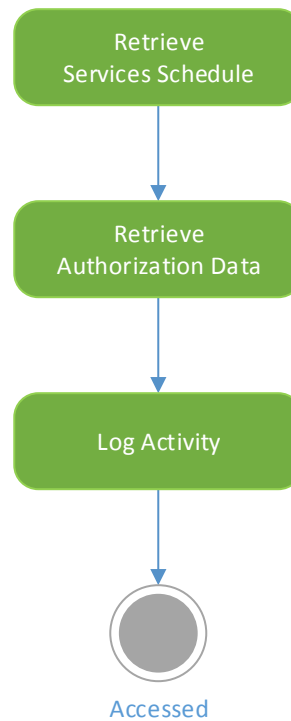 Retrieve
Services Schedule
Retrieve
Authorization Data
Log Activity
Accessed